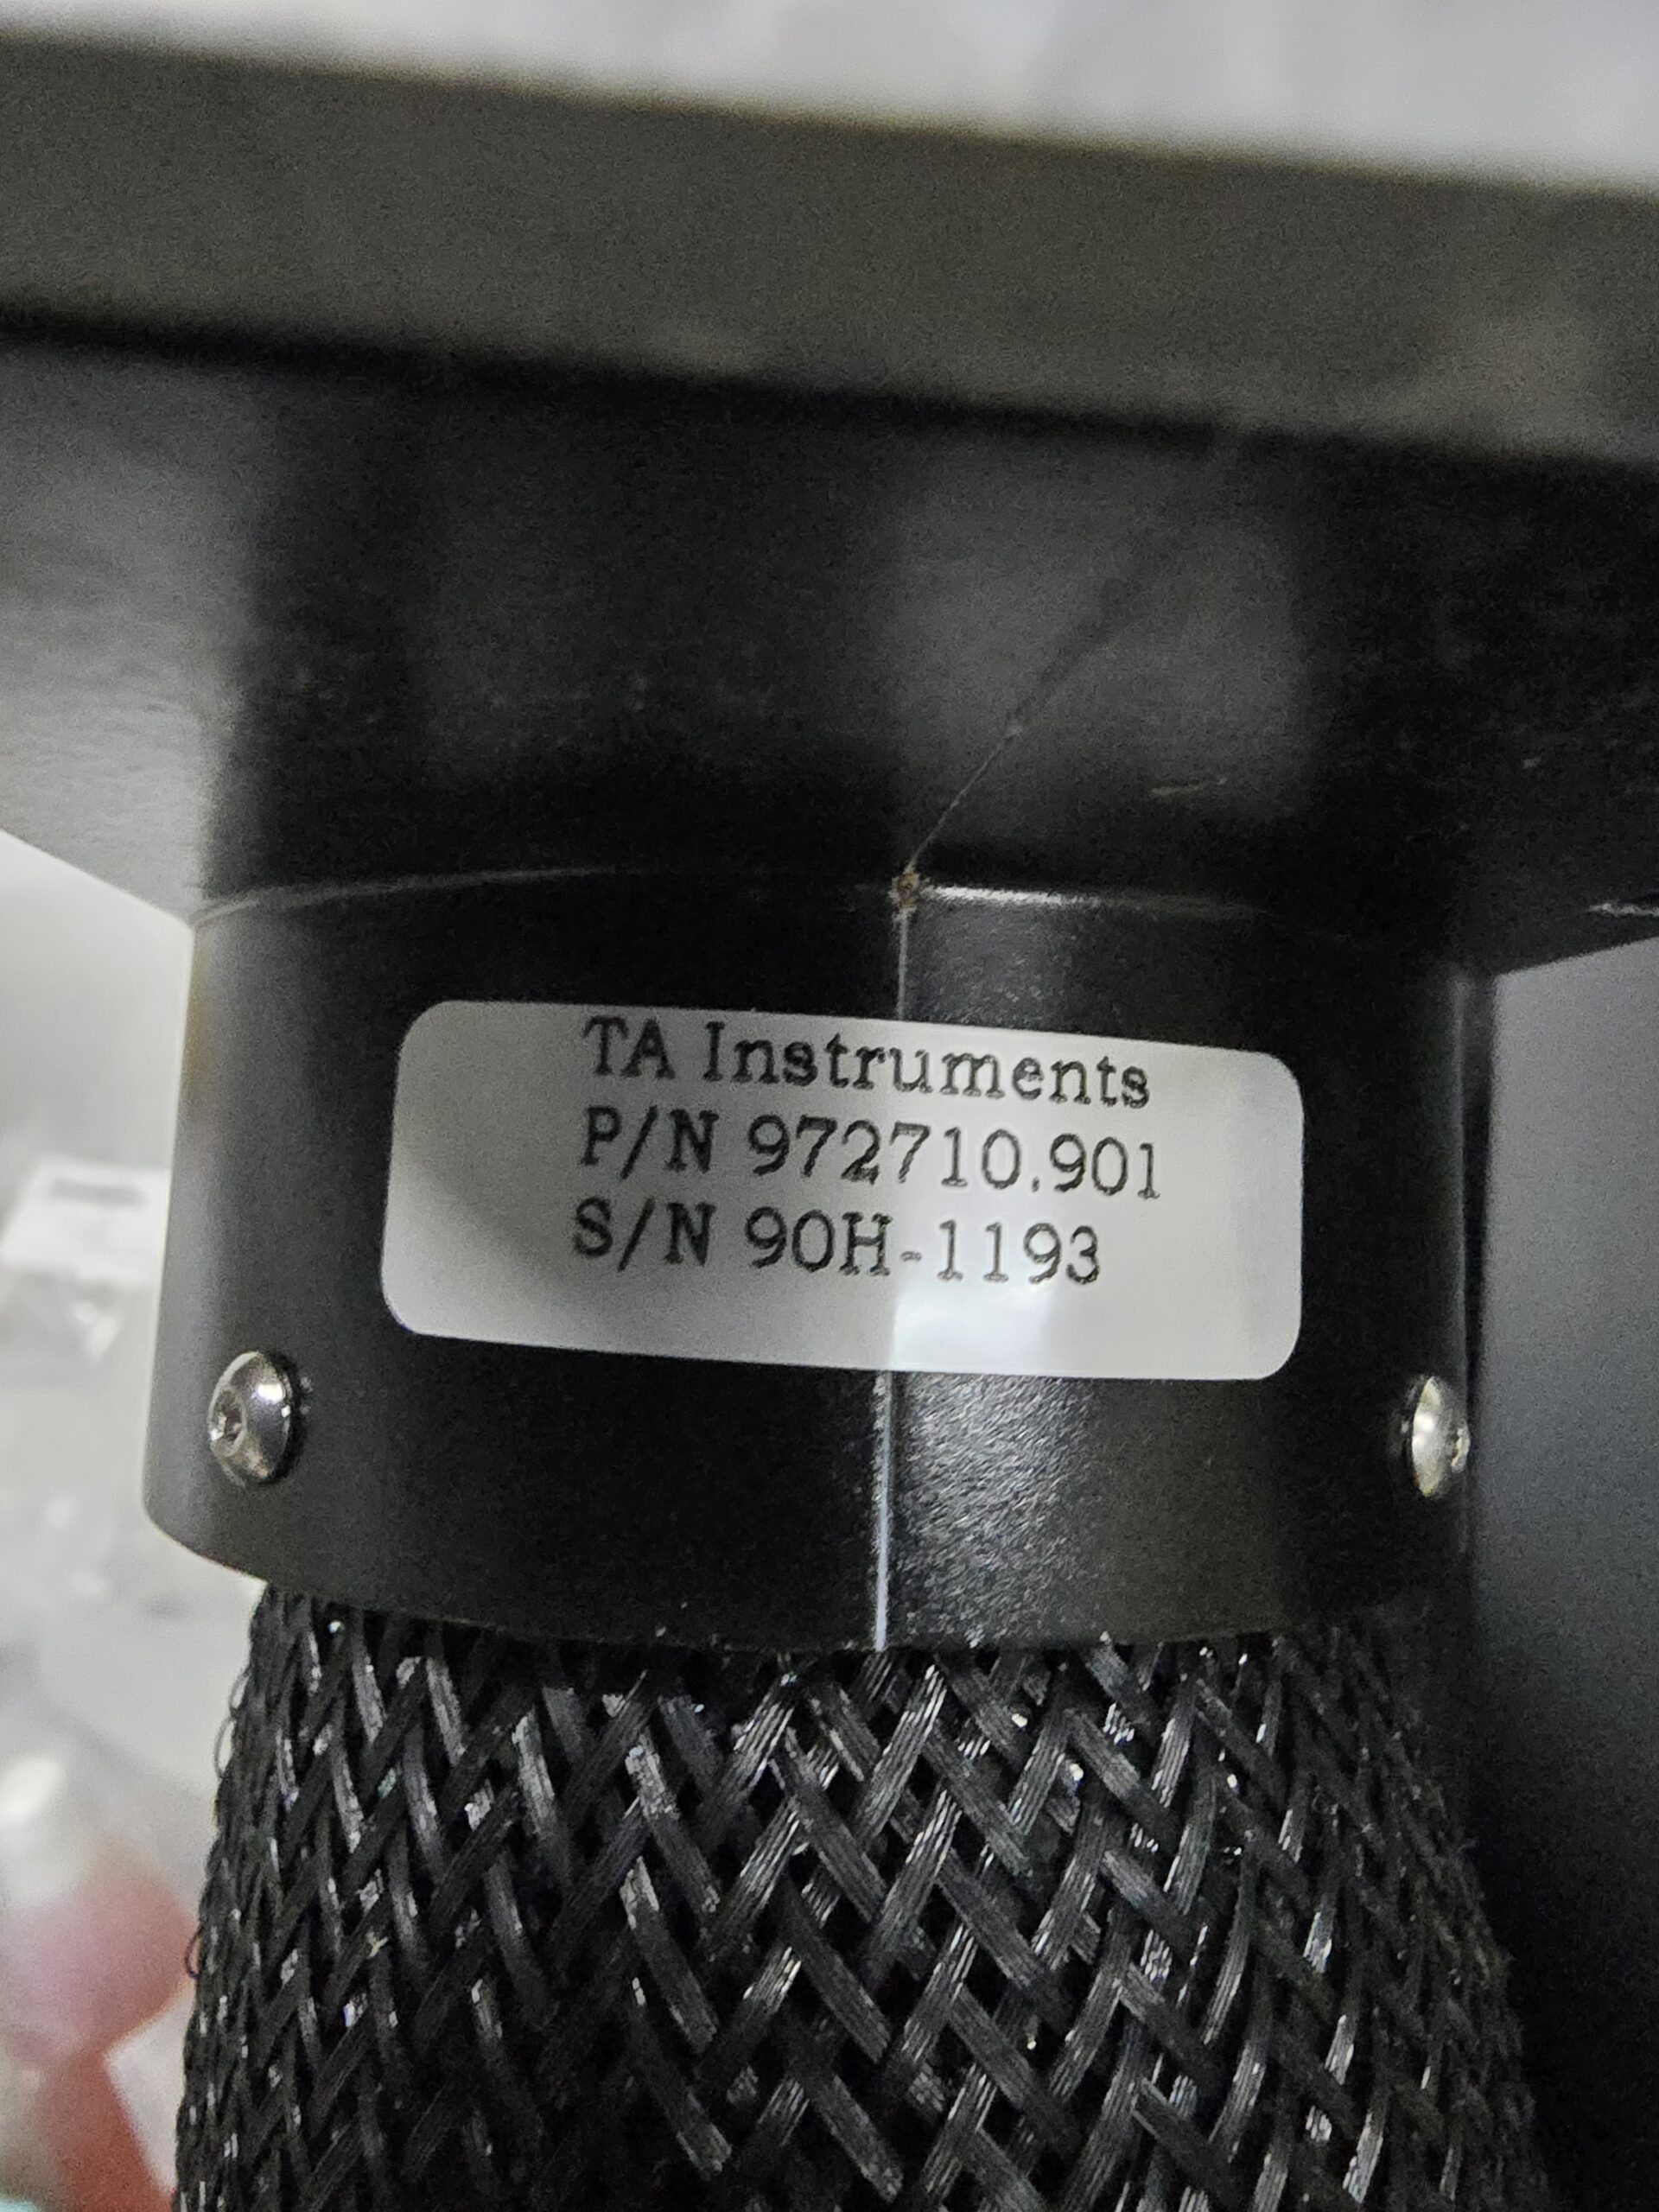 TA Instruments
P/N 972710.901
S/N 90H-1193